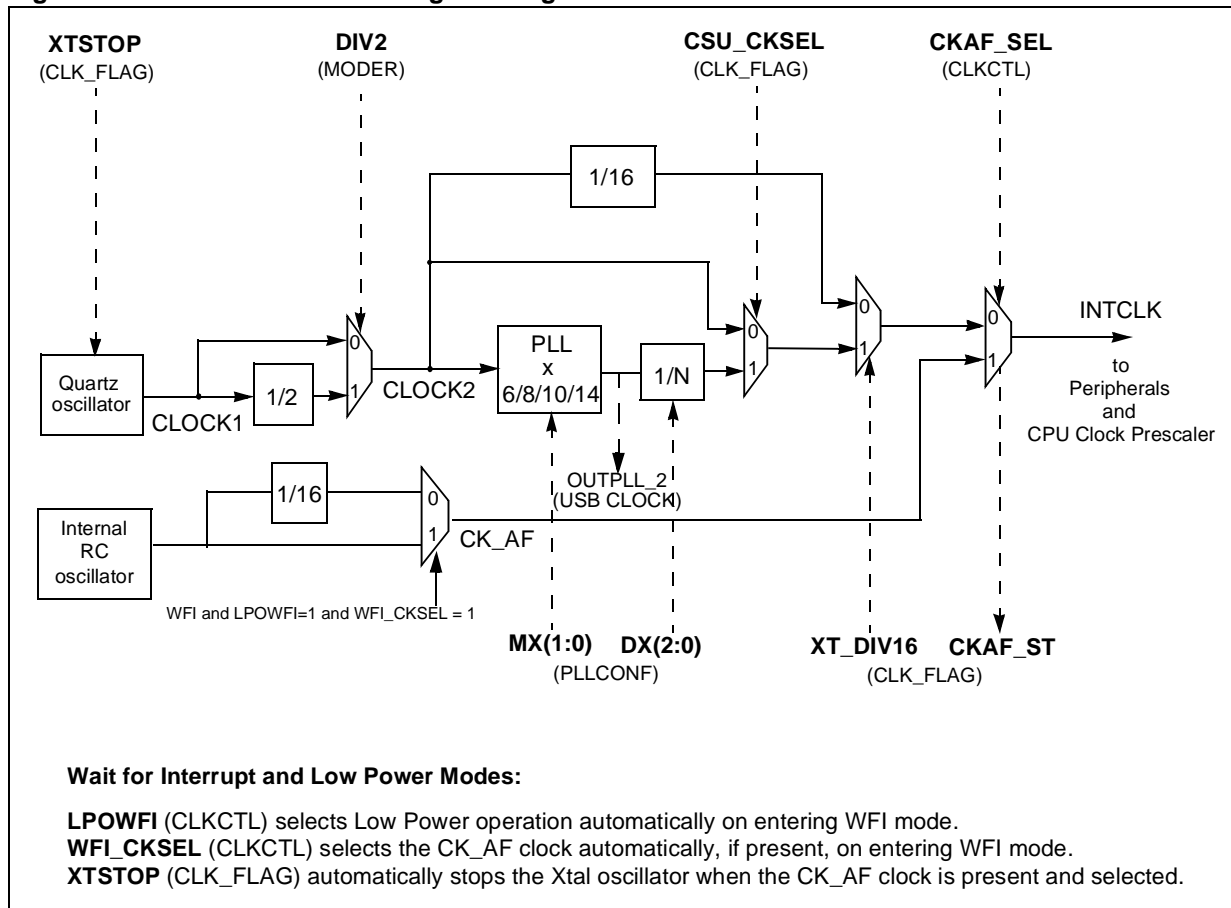 XTSTOP
(CLK_FLAG)
DIV2
(MODER)
CSU_CKSEL
(CLK_FLAG)
CKAF_SEL
(CLKCTL)
1/16
0
1
0
1
0
1
0
1
INTCLK
to
Peripherals
and
CPU Clock Prescaler
Quartz
oscillator
CLOCK1
1/2
CLOCK2
PLL
x
6/8/10/14
1/N
OUTPLL_2
(USB CLOCK)
Internal
RC
oscillator
1/16
0
1
CK_AF
WFI and LPOWFI=1 and WFI_CKSEL = 1
MX(1:0)
DX(2:0)
(PLLCONF)
XT_DIV16
CKAF_ST
(CLK_FLAG)
Wait for Interrupt and Low Power Modes:
LPOWFI (CLKCTL) selects Low Power operation automatically on entering WFI mode.
WFI_CKSEL (CLKCTL) selects the CK_AF clock automatically, if present, on entering WFI mode.
XTSTOP (CLK_FLAG) automatically stops the Xtal oscillator when the CK_AF clock is present and selected.